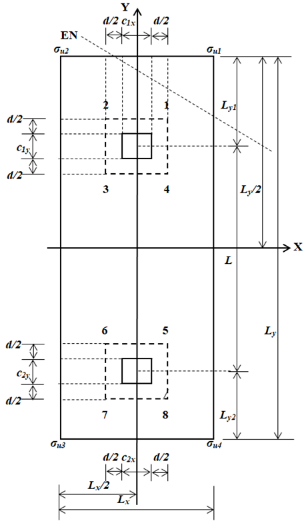 d/2 c1x d/2
Y
EN
σu2 σu1
2 1
Ly1
d/2
c1y
Ly/2
d/2
3 4
X
L
Ly
6 5
d/2
c2y
d/2
Ly2
7 8
σu3 σu4
d/2 c2x d/2
Lx/2
Lx